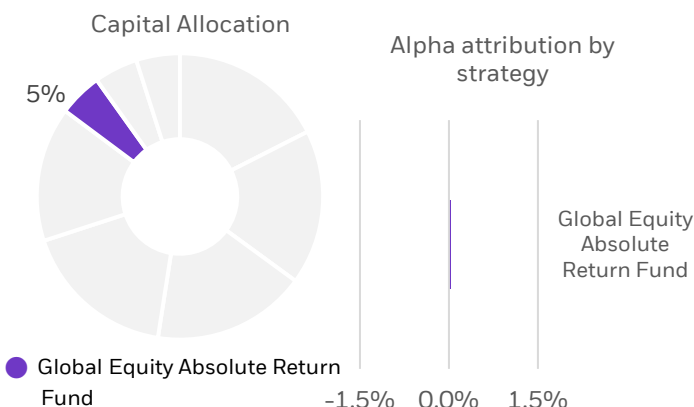 Capital Allocation
5%
Global Equity Absolute Return
Fund
Alpha attribution by
strategy
Global Equity
Absolute
Return Fund
-1.5% 0.0% 1.5%